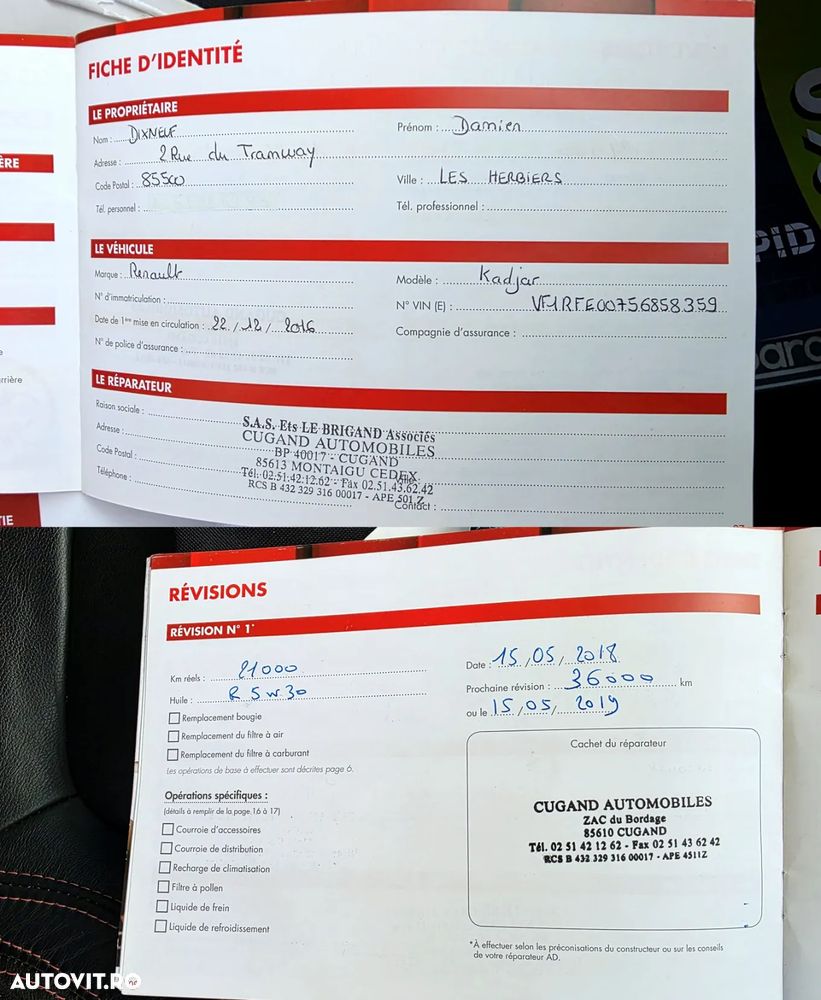 FICHE D'IDENTITÉ
LE PROPRIÉTAIRE
Nom : DIXNEUF Prénom : Damien
Adresse : 2 Rue du Tramway
Code Postal : 85500 Ville : LES HERBIERS
Tél. personnel : Tél. professionnel :
ÈRE
LE VÉHICULE
Marque : Renault Modèle : Kadjar
N° d'immatriculation : N° VIN (E) : VF1RFE00756858359
Date de 1ère mise en circulation : 22 / 12 / 2016 Compagnie d'assurance :
N° de police d'assurance :
rrière
LE RÉPARATEUR
Raison sociale :
Adresse :
Code Postal :
Téléphone :
Contact :
S.A.S. Ets LE BRIGAND Associés
CUGAND AUTOMOBILES
BP 40017 - CUGAND
85613 MONTAIGU CEDEX
Tél. 02.51.42.12.62 - Fax 02.51.43.62.42
RCS B 432 329 316 00017 - APE 501 Z
TIE
PID
parc
RÉVISIONS
RÉVISION N° 1*
Km réels : 21000 Date : 15 / 05 / 2018
Huile : R 5w30 Prochaine révision : 36000 km
ou le 15 / 05 / 2019
Remplacement bougie
Remplacement du filtre à air
Remplacement du filtre à carburant
Les opérations de base à effectuer sont décrites page 6.
Opérations spécifiques :
(détails à remplir de la page 16 à 17)
Courroie d'accessoires
Courroie de distribution
Recharge de climatisation
Filtre à pollen
Liquide de frein
Liquide de refroidissement
Cachet du réparateur
CUGAND AUTOMOBILES
ZAC du Bordage
85610 CUGAND
Tél. 02 51 42 12 62 - Fax 02 51 43 62 42
RCS B 432 329 316 00017 - APE 4511Z
*À effectuer selon les préconisations du constructeur ou sur les conseils
de votre réparateur AD.
AUTOVIT.RO